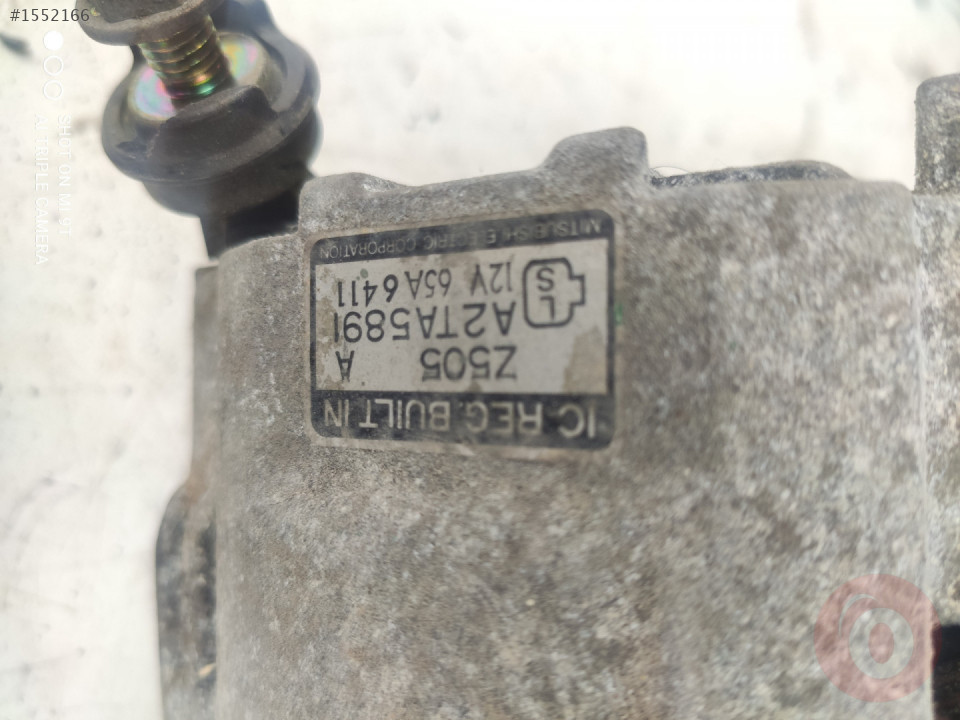 #1552166
SHOT ON MI 9T
AI TRIPLE CAMERA
IC REG. BUILT IN
Z505 A
A2TA5891
L S 12V 65A 6411
MITSUBISHI ELECTRIC CORPORATION